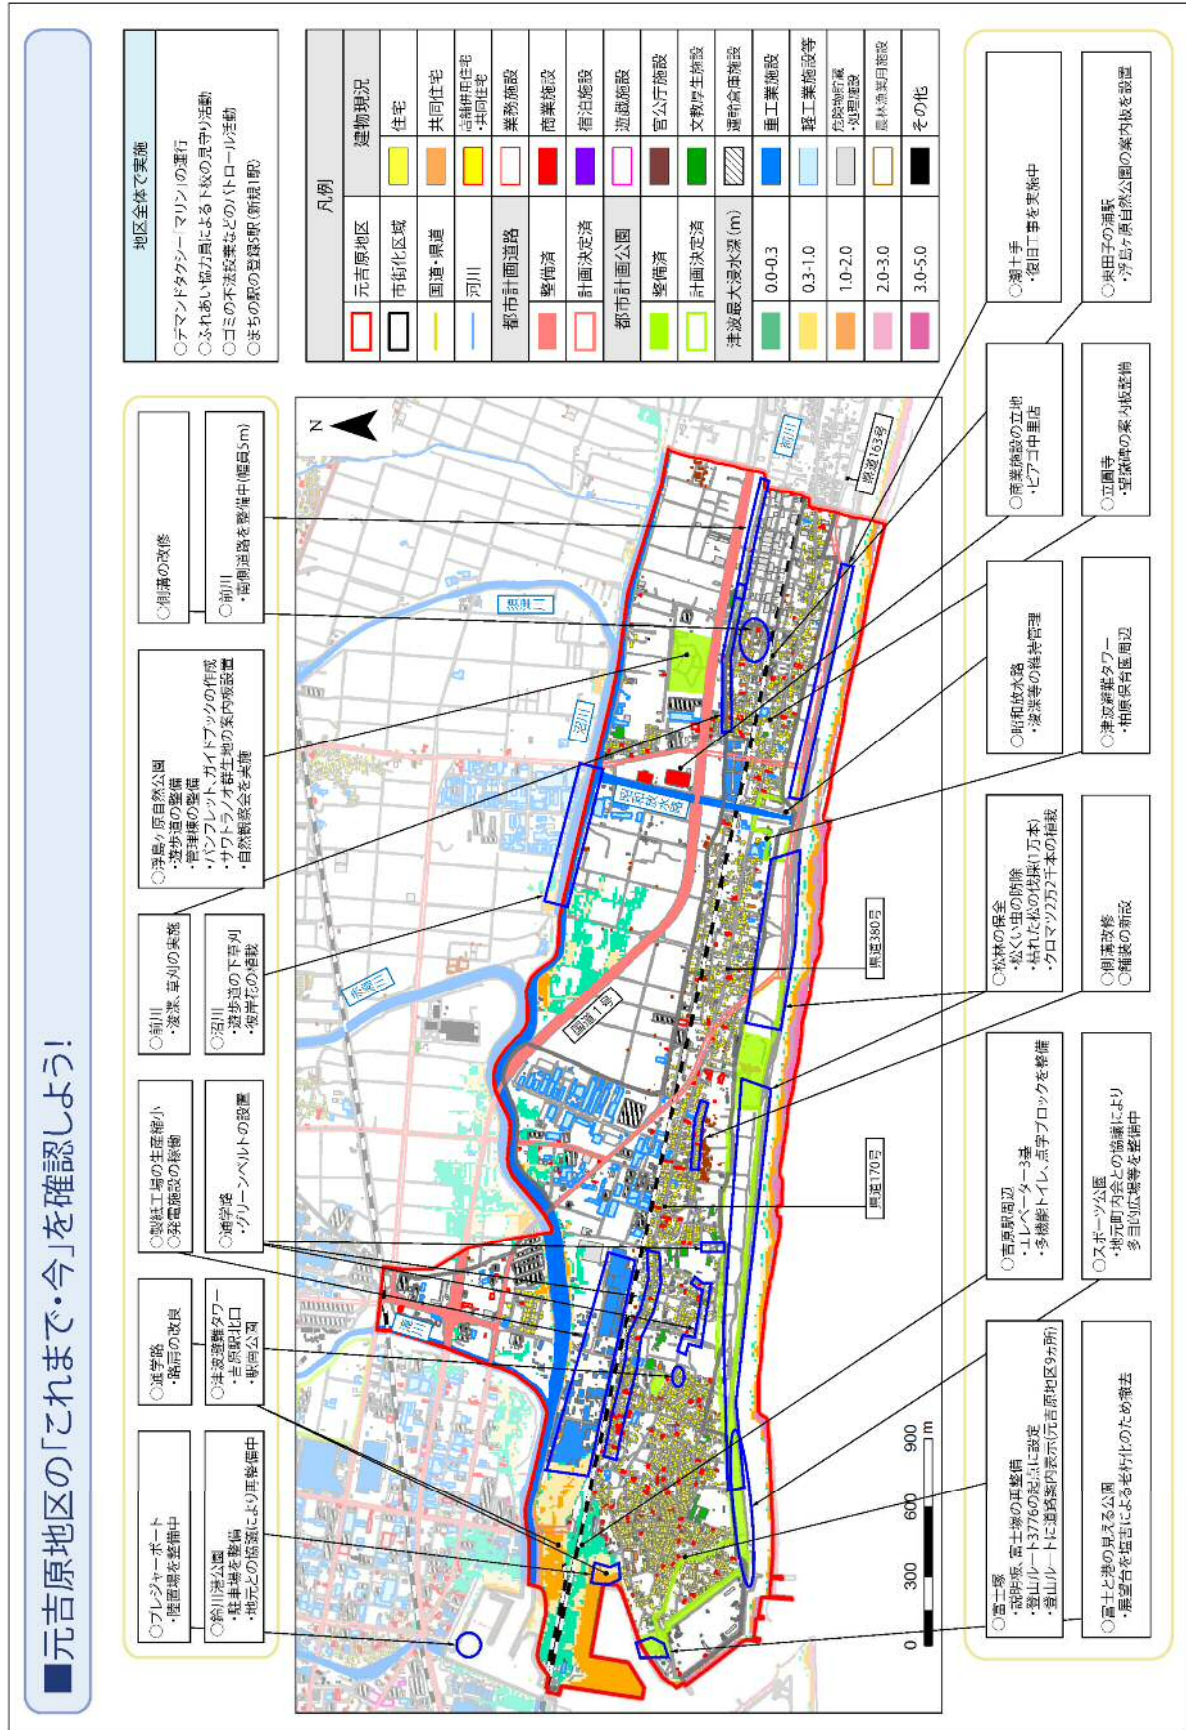 ■元吉原地区の「これまで・今」を確認しよう!
○プレジャーボート
・陸置場を整備中
○鈴川港公園
・駐車場を整備
・地元との協議により再整備中
○通学路
・路肩の改良
○津波避難タワー
・吉原駅北口
・駅南公園
○製紙工場の生産縮小
○発電施設の稼働
○通学路
・グリーンベルトの設置
○前川
・浚渫、草刈の実施
○沼川
・遊歩道の下草刈
・彼岸花の植栽
○浮島ヶ原自然公園
・遊歩道の整備
・管理棟の整備
・パンフレット、ガイドブックの作成
・サワトラノオ群生地の案内板設置
・自然観察会を実施
○側溝の改修
○前川
・南側道路を整備中(幅員5m)
地区全体で実施
○デマンドタクシー「マリン」の運行
○ふれあい協力員による下校の見守り活動
○ゴミの不法投棄などのパトロール活動
○まちの駅の登録5駅(新規1駅)
凡例
元吉原地区
市街化区域
国道・県道
河川
都市計画道路
整備済
計画決定済
都市計画公園
整備済
計画決定済
津波最大浸水深(m)
0.0-0.3
0.3-1.0
1.0-2.0
2.0-3.0
3.0-5.0
建物現況
住宅
共同住宅
店舗併用住宅
・共同住宅
業務施設
商業施設
宿泊施設
遊戯施設
官公庁施設
文教厚生施設
運輸倉庫施設
重工業施設
軽工業施設等
危険物貯蔵
・処理施設
農林漁業用施設
その他
N
滝川
赤淵川
沼川
須津川
前川
昭和放水路
国道1号
県道170号
県道380号
県道163号
0 300 600 900 m
○富士塚
・説明板、富士塚の再整備
・登山ルート3776の起点に設定
・登山ルートに道路案内表示(元吉原地区9カ所)
○富士と港の見える公園
・展望台を塩害による老朽化のため撤去
○吉原駅周辺
・エレベーター3基
・多機能トイレ、点字ブロックを整備
○スポーツ公園
・地元町内会との協議により
多目的広場等を整備中
○松林の保全
・松くい虫の防除
・枯れた松の伐採(1万本)
・クロマツ2万2千本の植栽
○側溝改修
○舗装の新設
○昭和放水路
・浚渫等の維持管理
○津波避難タワー
・柏原保育園周辺
○商業施設の立地
・ピアゴ中里店
○立圓寺
・望嶽碑の案内板整備
○潮土手
・復旧工事を実施中
○東田子の浦駅
・浮島ヶ原自然公園の案内板を設置